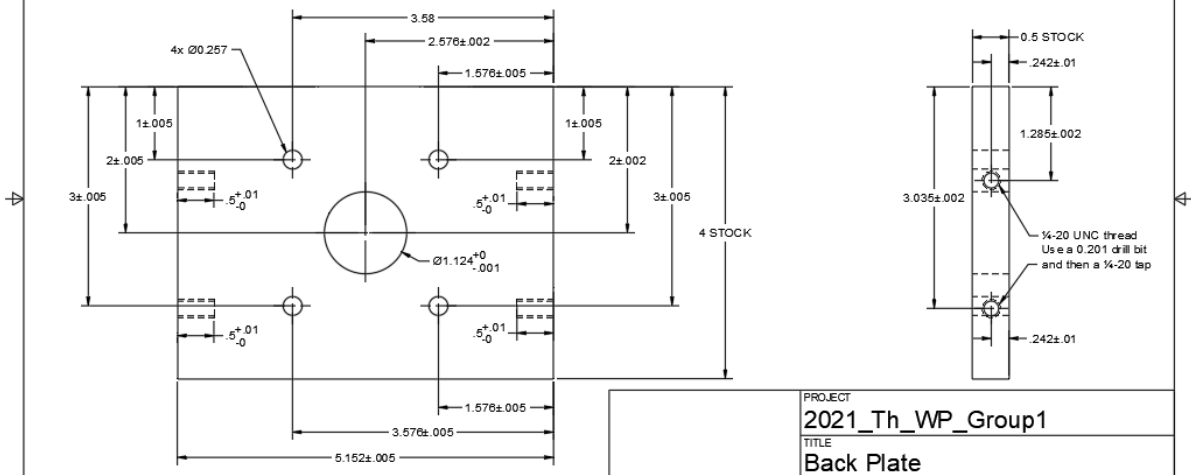 3.58
2.576±.002
4x Ø0.257
1.576±.005
0.5 STOCK
.242±.01
1±.005
1±.005
1.285±.002
2±.005
2±.002
3±.005
.5+.01-0
.5+.01-0
3±.005
3.035±.002
4 STOCK
¼-20 UNC thread
Use a 0.201 drill bit
and then a ¼-20 tap
Ø1.124+0-.001
.5+.01-0
.5+.01-0
.242±.01
1.576±.005
3.576±.005
5.152±.005
PROJECT
2021_Th_WP_Group1
TITLE
Back Plate